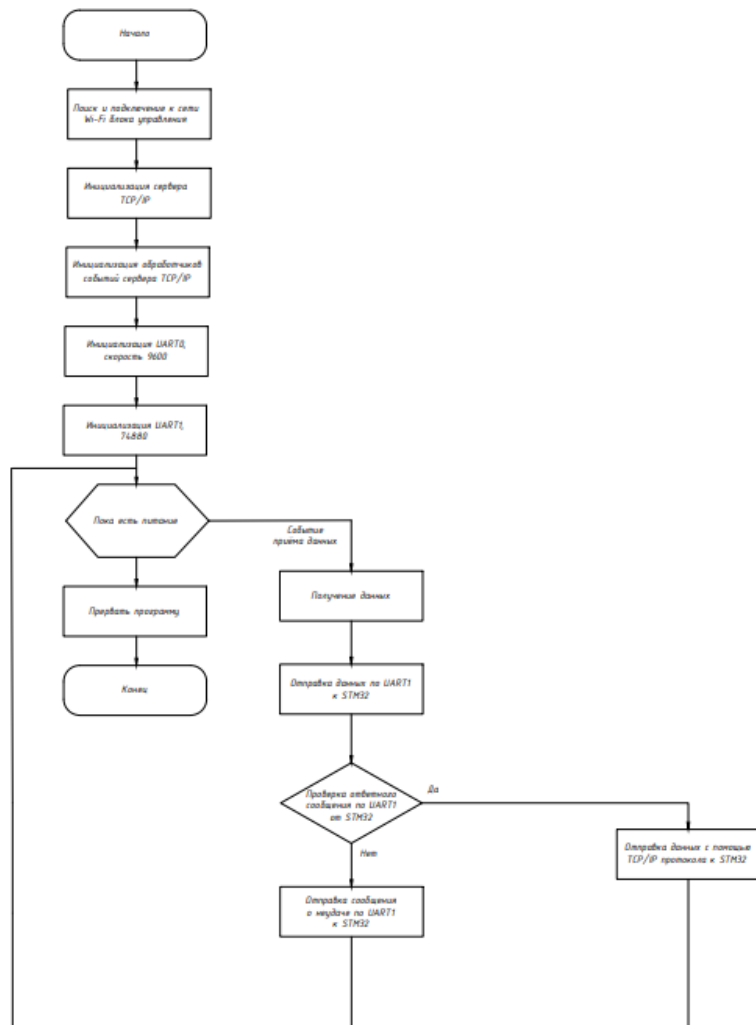 Начало
Поиск и подключение к сети
Wi-Fi блока управления
Инициализация сервера
TCP/IP
Инициализация обработчиков
событий сервера TCP/IP
Инициализация UART0,
скорость 9600
Инициализация UART1,
74880
Пока есть питание
Событие
приёма данных
Прервать программу
Получение данных
Конец
Отправка данных по UART1
к STM32
Проверка ответного
сообщения по UART1
от STM32
Да
Нет
Отправка данных с помощью
TCP/IP протокола к STM32
Отправка сообщения
о неудаче по UART1
к STM32